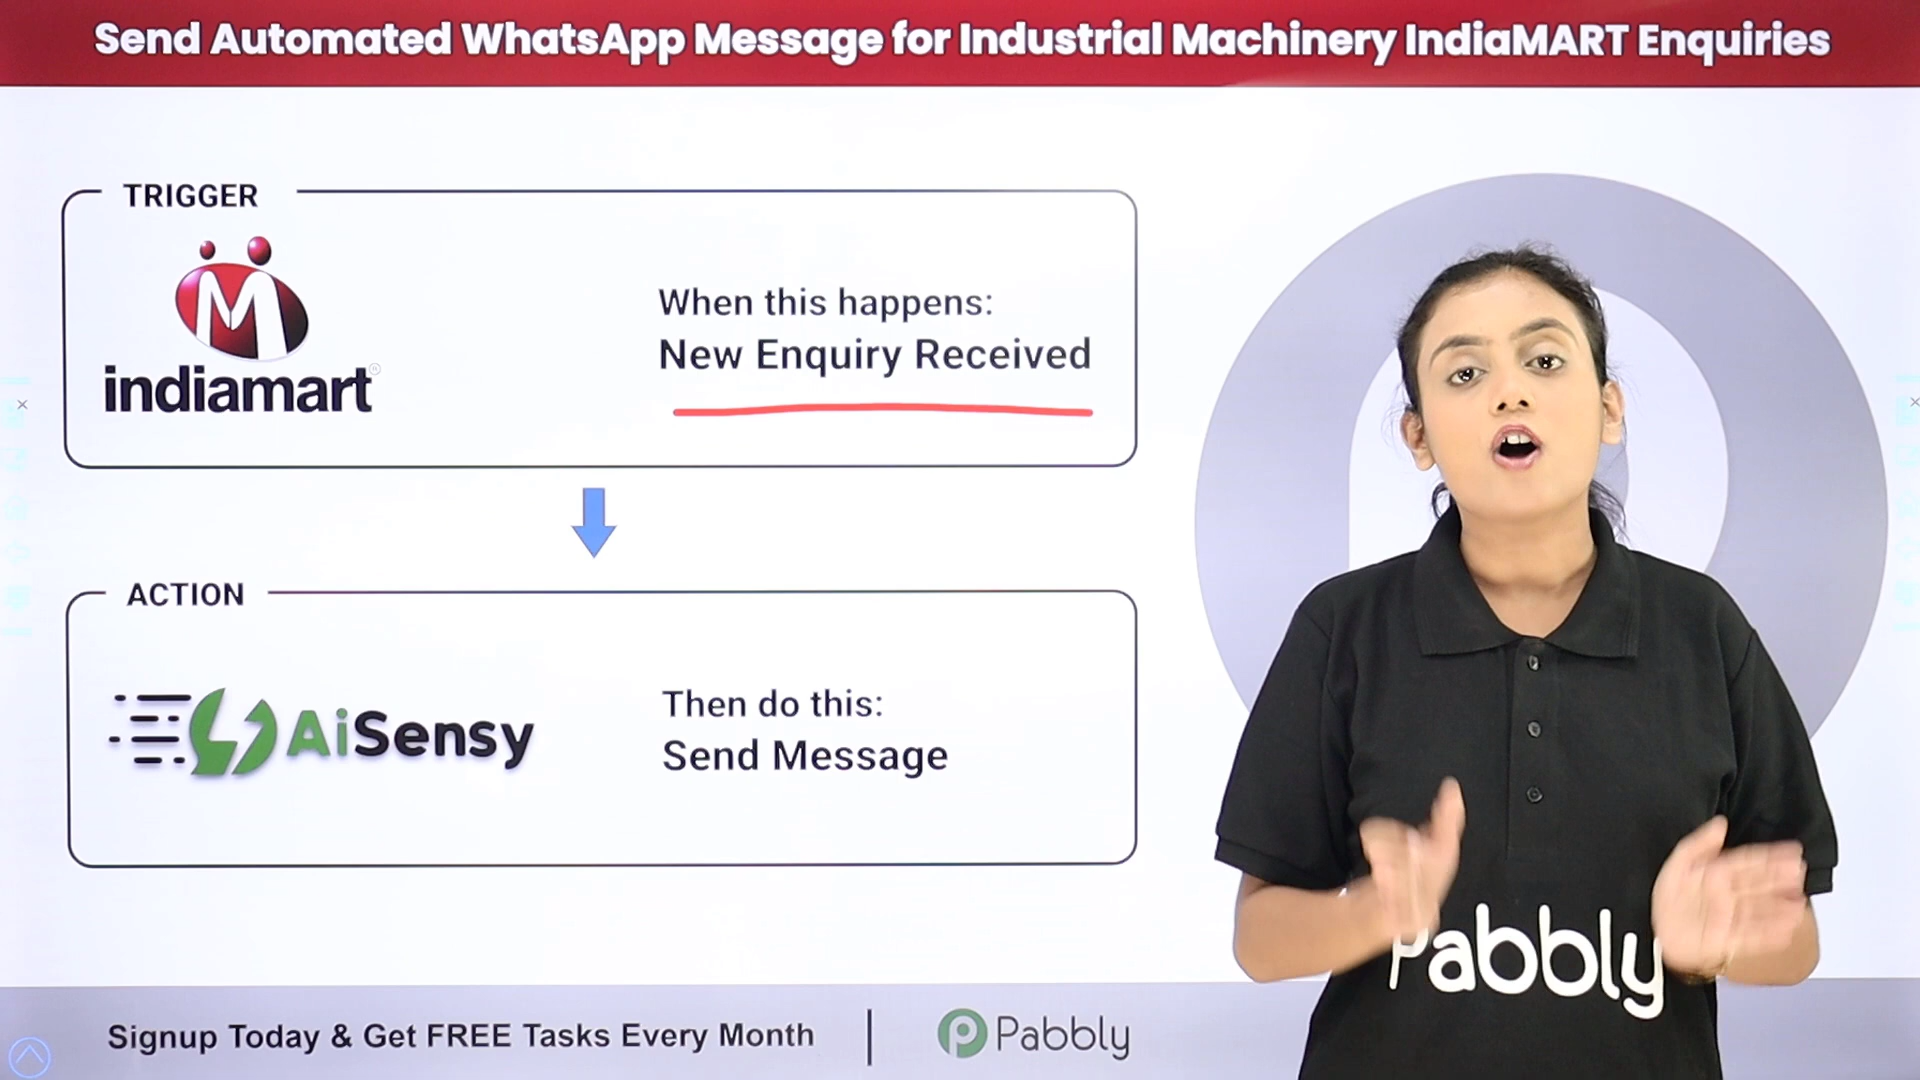 Send Automated WhatsApp Message for Industrial Machinery IndiaMART Enquiries
TRIGGER
indiamart
When this happens:
New Enquiry Received
ACTION
AiSensy
Then do this:
Send Message
Pabbly
Signup Today & Get FREE Tasks Every Month
Pabbly